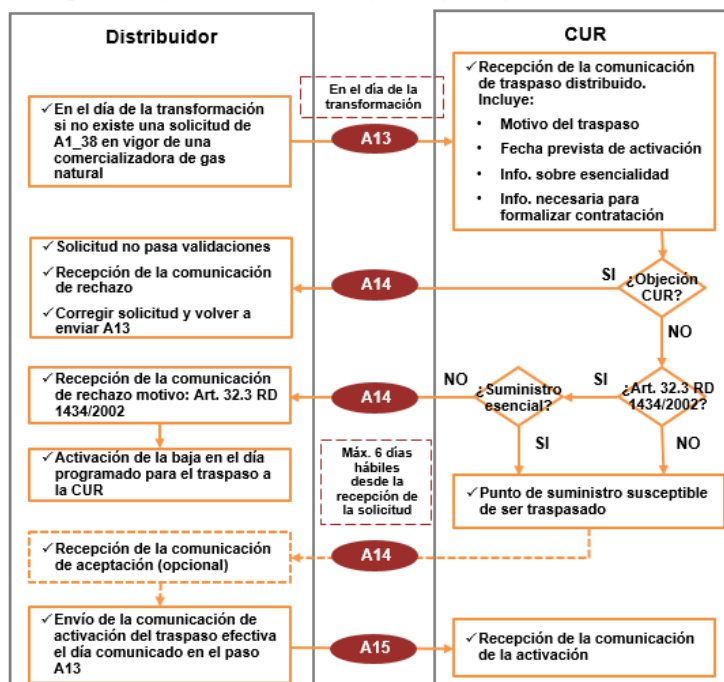 Distribuidor
CUR
✓ En el día de la transformación
si no existe una solicitud de
A1_38 en vigor de una
comercializadora de gas
natural
En el día de la
transformación
A13
✓ Recepción de la comunicación
de traspaso distribuido.
Incluye:
• Motivo del traspaso
• Fecha prevista de activación
• Info. sobre esencialidad
• Info. necesaria para
formalizar contratación
✓ Solicitud no pasa validaciones
✓ Recepción de la comunicación
de rechazo
✓ Corregir solicitud y volver a
enviar A13
A14
SI
¿Objeción
CUR?
NO
✓ Recepción de la comunicación
de rechazo motivo: Art. 32.3 RD
1434/2002
A14
NO
¿Suministro
esencial?
SI
¿Art. 32.3 RD
1434/2002?
SI
NO
✓ Activación de la baja en el día
programado para el traspaso a
la CUR
Máx. 6 días
hábiles
desde la
recepción de
la solicitud
✓ Punto de suministro susceptible
de ser traspasado
✓ Recepción de la comunicación
de aceptación (opcional)
A14
✓ Envío de la comunicación de
activación del traspaso efectiva
el día comunicado en el paso
A13
A15
✓ Recepción de la comunicación
de la activación